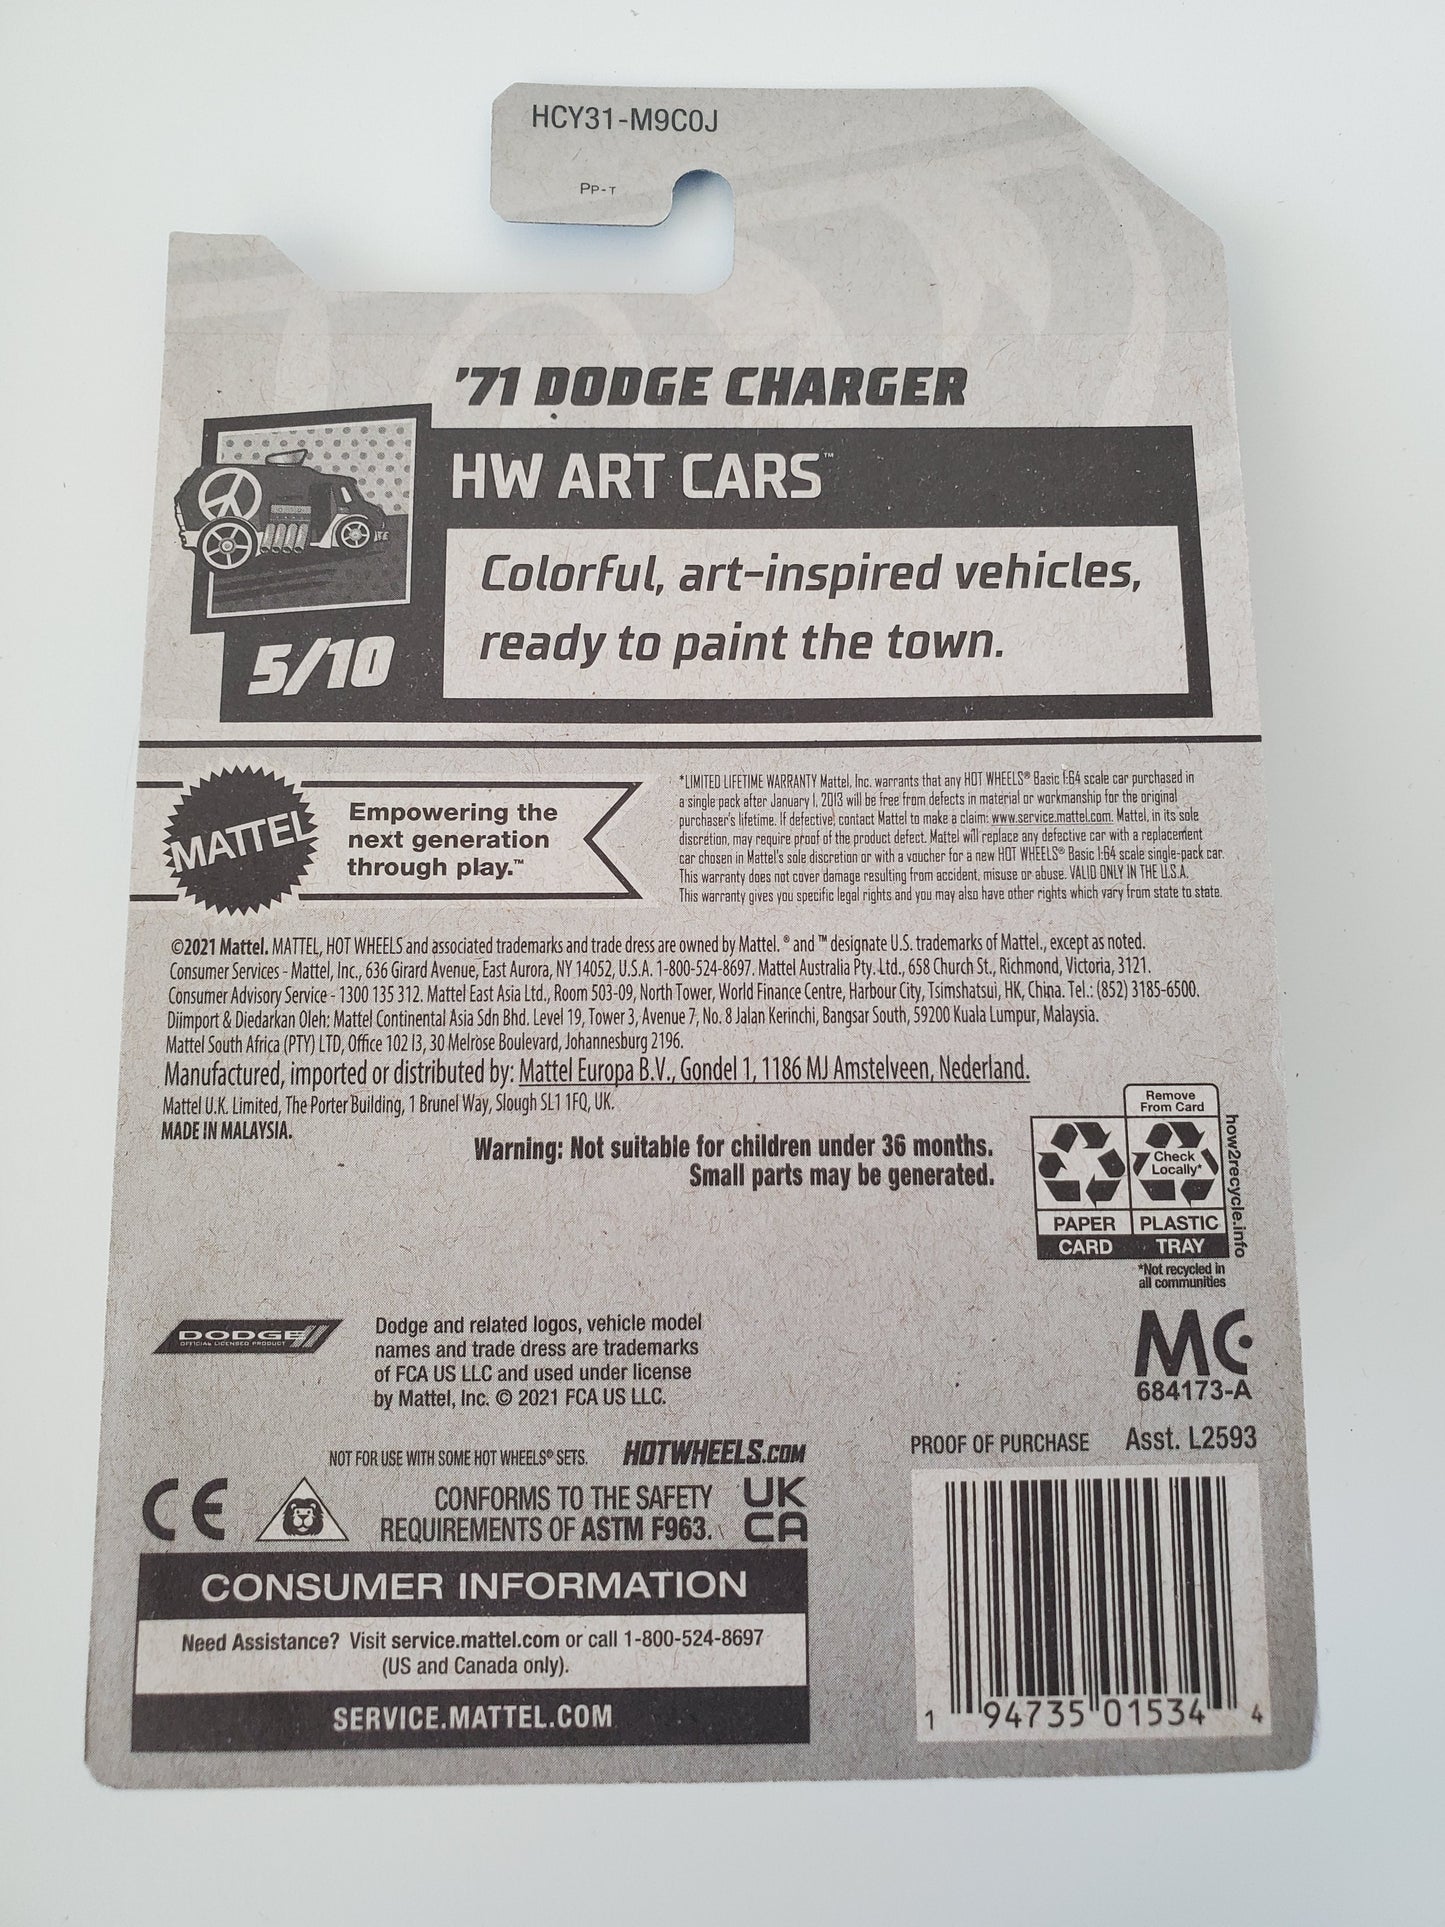 HCY31-M9C0J
PP-T
'71 DODGE CHARGER
HW ART CARS™
Colorful, art-inspired vehicles,
ready to paint the town.
5/10
MATTEL
Empowering the
next generation
through play.™
*LIMITED LIFETIME WARRANTY Mattel, Inc. warrants that any HOT WHEELS® Basic 1:64 scale car purchased in
a single pack after January 1, 2013 will be free from defects in material or workmanship for the original
purchaser's lifetime. If defective, contact Mattel to make a claim: www.service.mattel.com. Mattel, in its sole
discretion, may require proof of the product defect. Mattel will replace any defective car with a replacement
car chosen in Mattel's sole discretion or with a voucher for a new HOT WHEELS® Basic 1:64 scale single-pack car.
This warranty does not cover damage resulting from accident, misuse or abuse. VALID ONLY IN THE U.S.A.
This warranty gives you specific legal rights and you may also have other rights which vary from state to state.
©2021 Mattel. MATTEL, HOT WHEELS and associated trademarks and trade dress are owned by Mattel. ® and ™ designate U.S. trademarks of Mattel., except as noted.
Consumer Services - Mattel, Inc., 636 Girard Avenue, East Aurora, NY 14052, U.S.A. 1-800-524-8697. Mattel Australia Pty. Ltd., 658 Church St., Richmond, Victoria, 3121.
Consumer Advisory Service - 1300 135 312. Mattel East Asia Ltd., Room 503-09, North Tower, World Finance Centre, Harbour City, Tsimshatsui, HK, China. Tel.: (852) 3185-6500.
Diimport & Diedarkan Oleh: Mattel Continental Asia Sdn Bhd. Level 19, Tower 3, Avenue 7, No. 8 Jalan Kerinchi, Bangsar South, 59200 Kuala Lumpur, Malaysia.
Mattel South Africa (PTY) LTD, Office 102 I3, 30 Melrose Boulevard, Johannesburg 2196.
Manufactured, imported or distributed by: Mattel Europa B.V., Gondel 1, 1186 MJ Amstelveen, Nederland.
Mattel U.K. Limited, The Porter Building, 1 Brunel Way, Slough SL1 1FQ, UK.
MADE IN MALAYSIA.
Warning: Not suitable for children under 36 months.
Small parts may be generated.
Remove
From Card
Check
Locally*
PAPER
PLASTIC
CARD
TRAY
how2recycle.info
*Not recycled in
all communities
DODGE
OFFICIAL LICENSED PRODUCT
Dodge and related logos, vehicle model
names and trade dress are trademarks
of FCA US LLC and used under license
by Mattel, Inc. © 2021 FCA US LLC.
MC
684173-A
PROOF OF PURCHASE
Asst. L2593
NOT FOR USE WITH SOME HOT WHEELS® SETS.
HOTWHEELS.COM
CE
CONFORMS TO THE SAFETY
REQUIREMENTS OF ASTM F963.
UK
CA
CONSUMER INFORMATION
Need Assistance? Visit service.mattel.com or call 1-800-524-8697
(US and Canada only).
SERVICE.MATTEL.COM
1 94735 01534 4